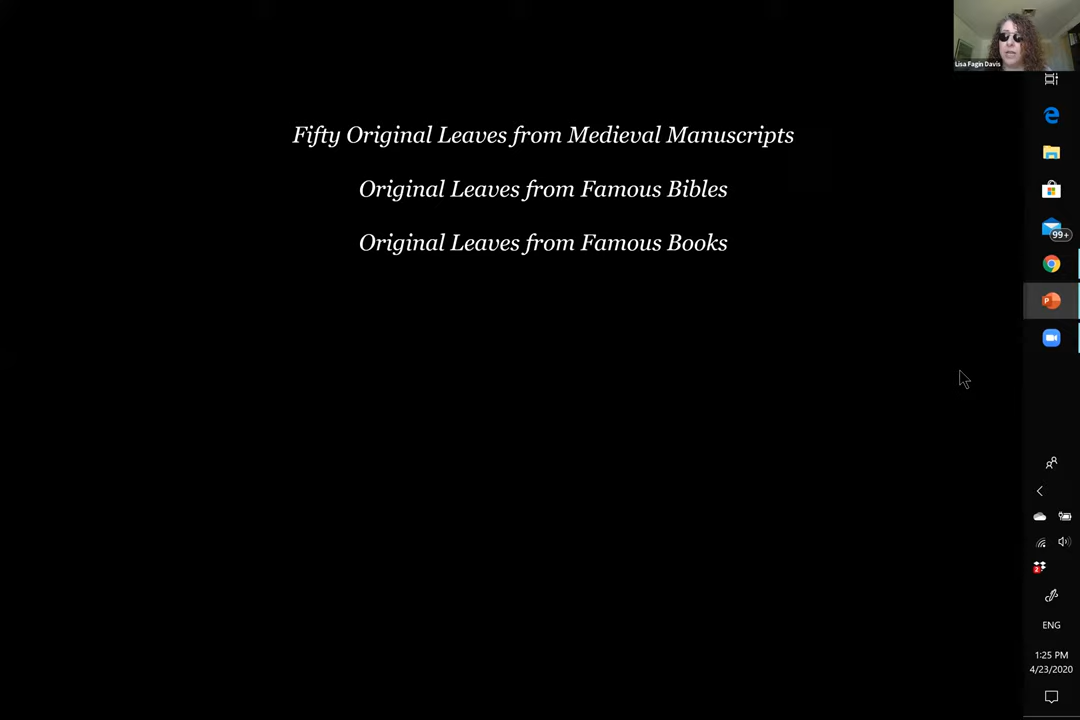 Lisa Fagin Davis
Fifty Original Leaves from Medieval Manuscripts
Original Leaves from Famous Bibles
Original Leaves from Famous Books
99+
P
2
ENG
1:25 PM
4/23/2020